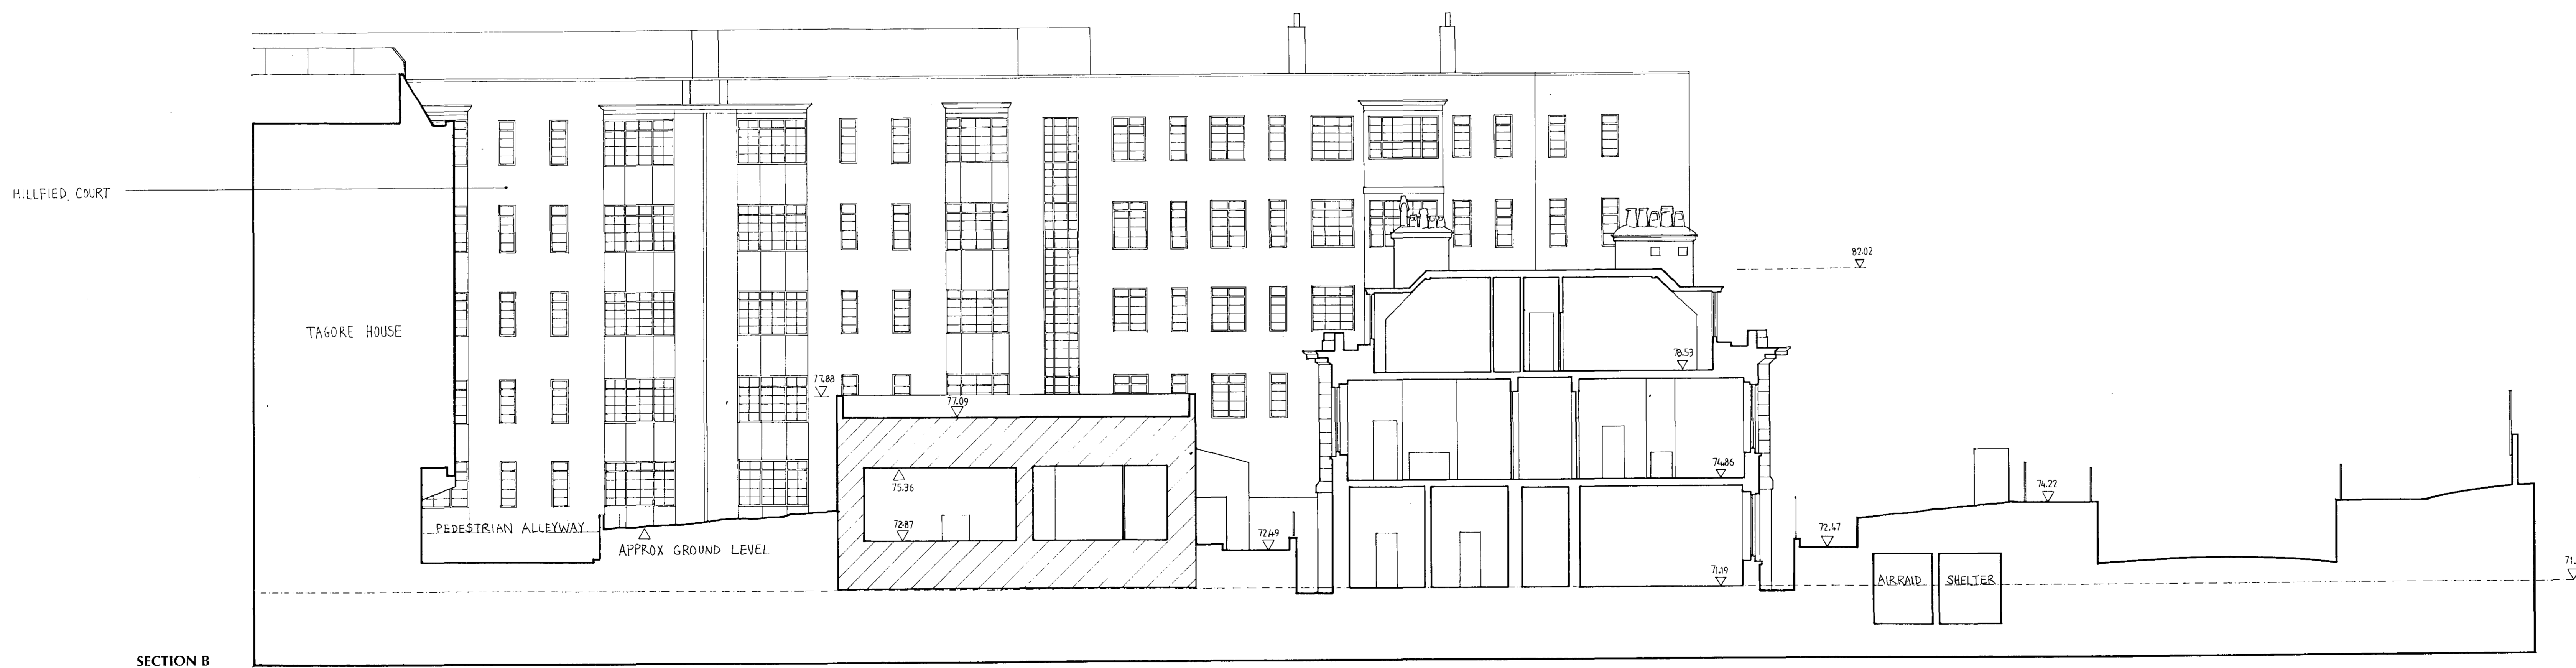 HILLFIED COURT
82.02
TAGORE HOUSE
78.53
77.88
77.09
75.36
74.86
74.22
PEDESTRIAN ALLEYWAY
72.87
72.49
72.47
APPROX GROUND LEVEL
71.19
AIRRAID SHELTER
71.
SECTION B